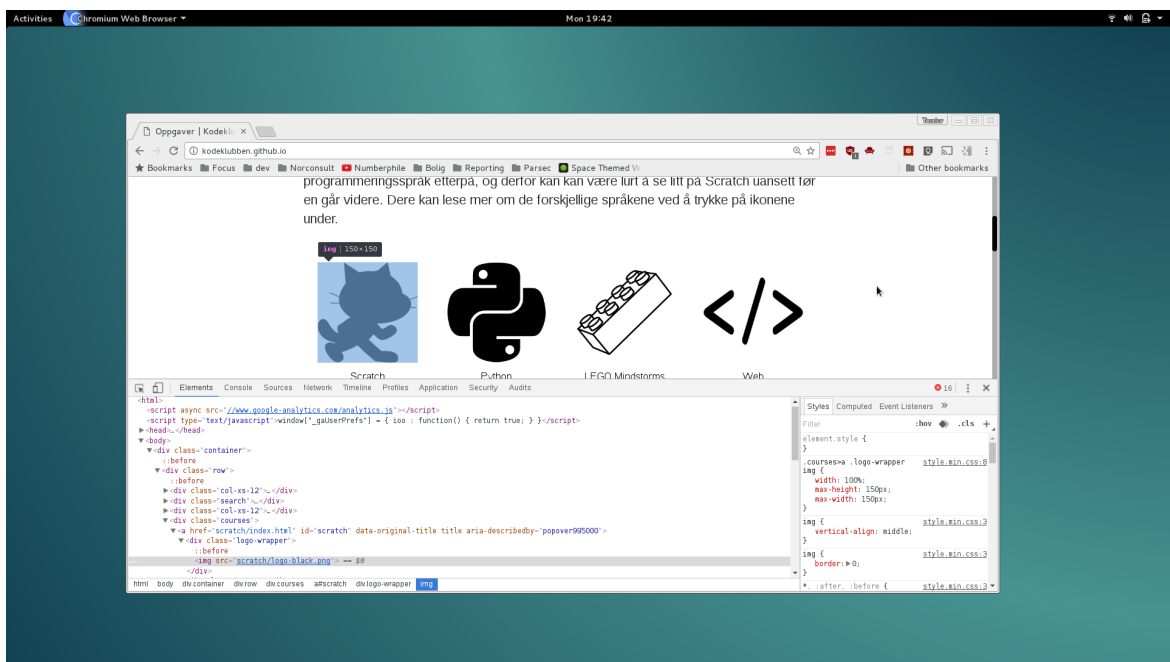 Activities Chromium Web Browser Mon 19:42
Oppgaver | Kodeklu
kodeklubben.github.io
Bookmarks Focus dev Norconsult Numberphile Bolig Reporting Parsec Space Themed W Other bookmarks
programmeringsspråk etterpå, og derfor kan kan være lurt å se litt på Scratch uansett før
en går videre. Dere kan lese mer om de forskjellige språkene ved å trykke på ikonene
under.
img | 150×150
</>
Scratch Python LEGO Mindstorms Web
Elements Console Sources Network Timeline Profiles Application Security Audits 16
<html>
<script async src="//www.google-analytics.com/analytics.js"></script>
<script type="text/javascript">window["_gaUserPrefs"] = { ioo : function() { return true; } }</script>
<head>…</head>
<body>
<div class="container">
::before
<div class="row">
::before
<div class="col-xs-12">…</div>
<div class="search">…</div>
<div class="col-xs-12">…</div>
<div class="courses">
<a href="scratch/index.html" id="scratch" data-original-title title aria-describedby="popover995000">
<div class="logo-wrapper">
::before
<img src="scratch/logo-black.png"> == $0
</div>
html body div.container div.row div.courses a#scratch div.logo-wrapper img
Styles Computed Event Listeners »
Filter :hov .cls +
element.style {
}
.courses>a .logo-wrapper style.min.css:8
img {
width: 100%;
max-height: 150px;
max-width: 150px;
}
img { style.min.css:3
vertical-align: middle;
}
img { style.min.css:3
border: 0;
}
*, :after, :before { style.min.css:3